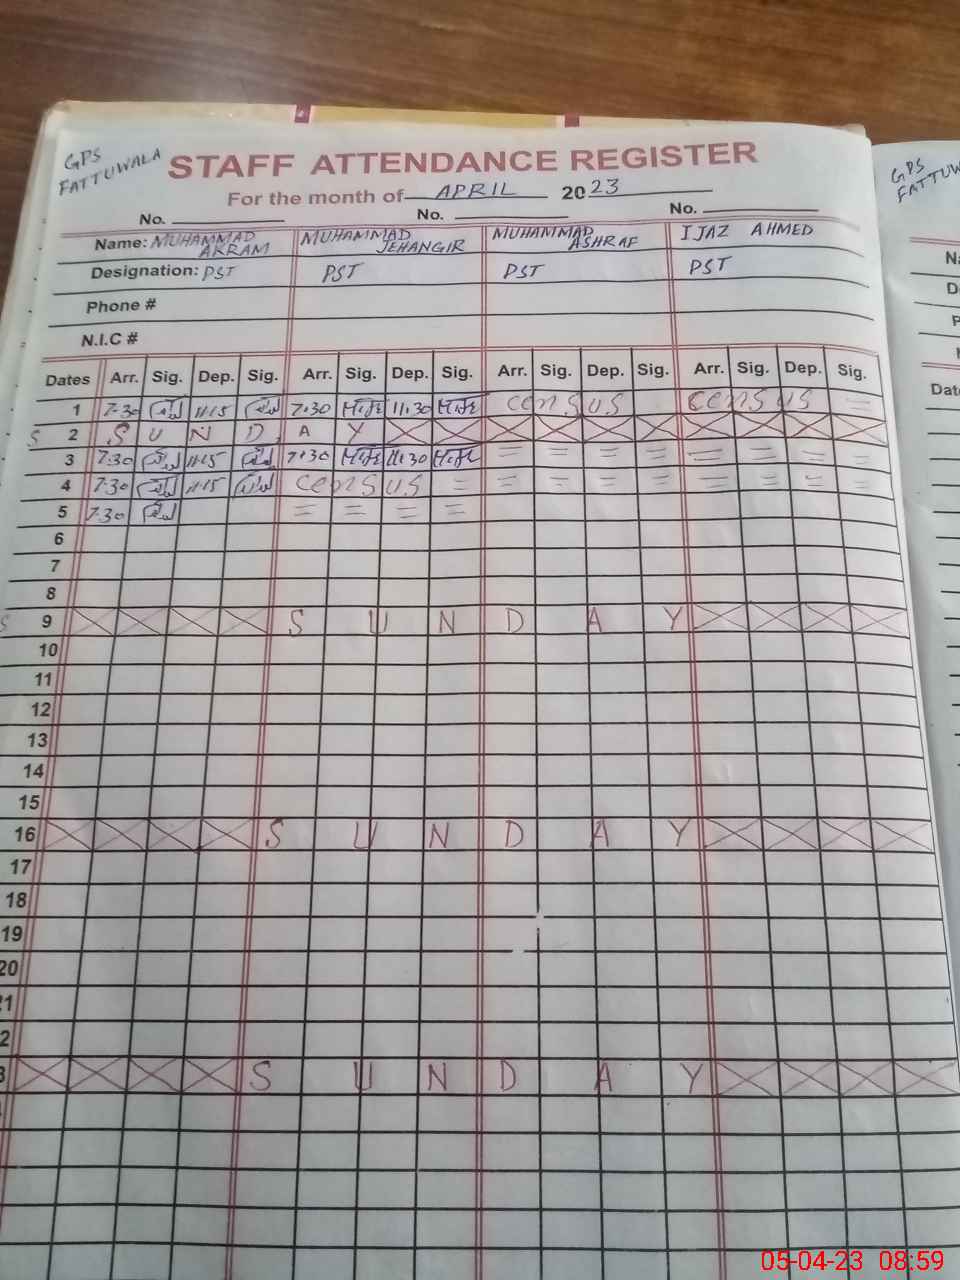 GPS
FATTUWALA
STAFF ATTENDANCE REGISTER
GPS
FATTUW
For the month of APRIL 2023
No. No. No.
Name: MUHAMMAD AKRAM MUHAMMAD JEHANGIR MUHAMMAD ASHRAF IJAZ AHMED
Designation: PST PST PST PST
Phone #
N.I.C #
Dates Arr. Sig. Dep. Sig. Arr. Sig. Dep. Sig. Arr. Sig. Dep. Sig. Arr. Sig. Dep. Sig.
1 7:30 11:15 7:30 11:30 census census =
S 2 S U N D A Y
3 7:30 11:15 7:30 11:30 = = = = = = = =
4 7:30 11:15 census = = = = = = = = =
5 7:30 = = = =
6
7
8
S 9 S U N D A Y
10
11
12
13
14
15
16 S U N D A Y
17
18
19
20
21
2
3 S U N D A Y
05-04-23 08:59